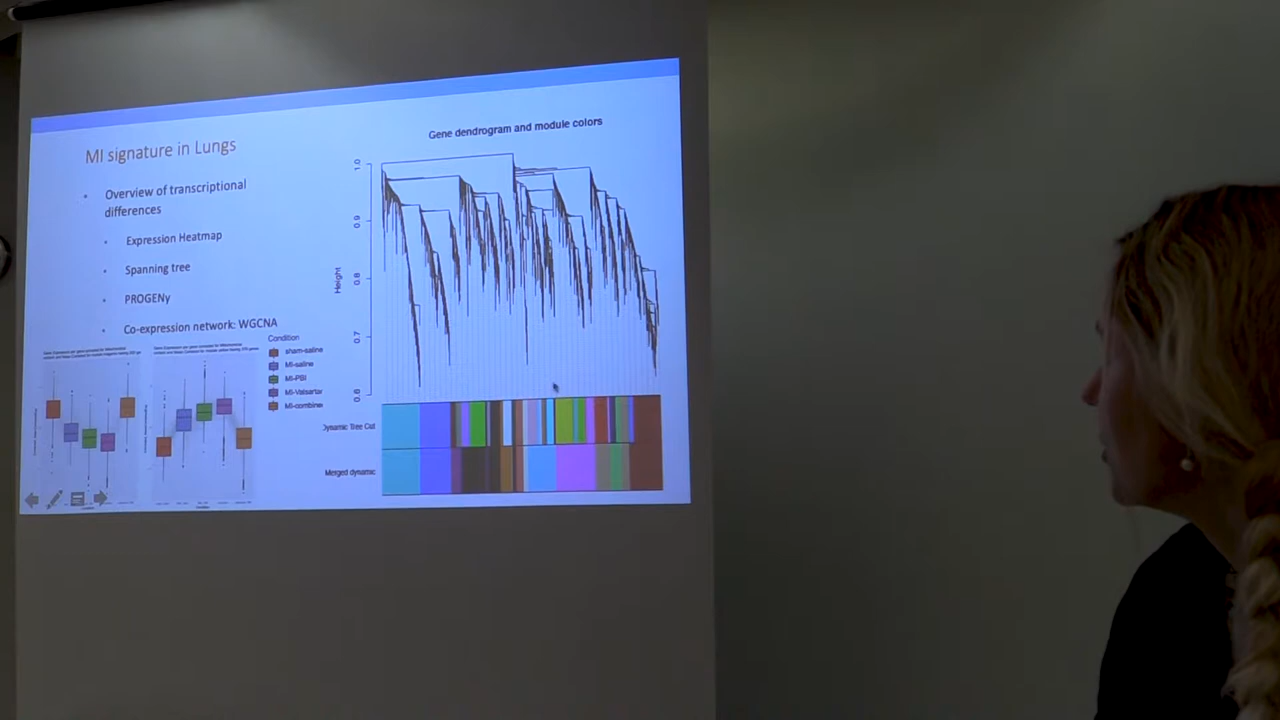 MI signature in Lungs
Overview of transcriptional
differences
Expression Heatmap
Spanning tree
PROGENy
Co-expression network: WGCNA
Condition
sham-saline
MI-saline
MI-PBI
MI-Valsartan
MI-combine
Gene dendrogram and module colors
Height
1.0
0.9
0.8
0.7
0.6
Dynamic Tree Cut
Merged dynamic